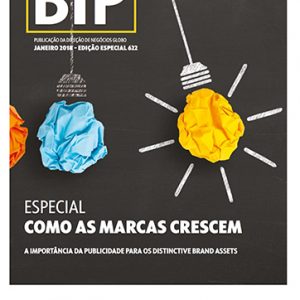 BIP
PUBLICAÇÃO DA DIREÇÃO DE NEGÓCIOS GLOBO
JANEIRO 2018 - EDIÇÃO ESPECIAL 622
ESPECIAL
COMO AS MARCAS CRESCEM
A IMPORTÂNCIA DA PUBLICIDADE PARA OS DISTINCTIVE BRAND ASSETS